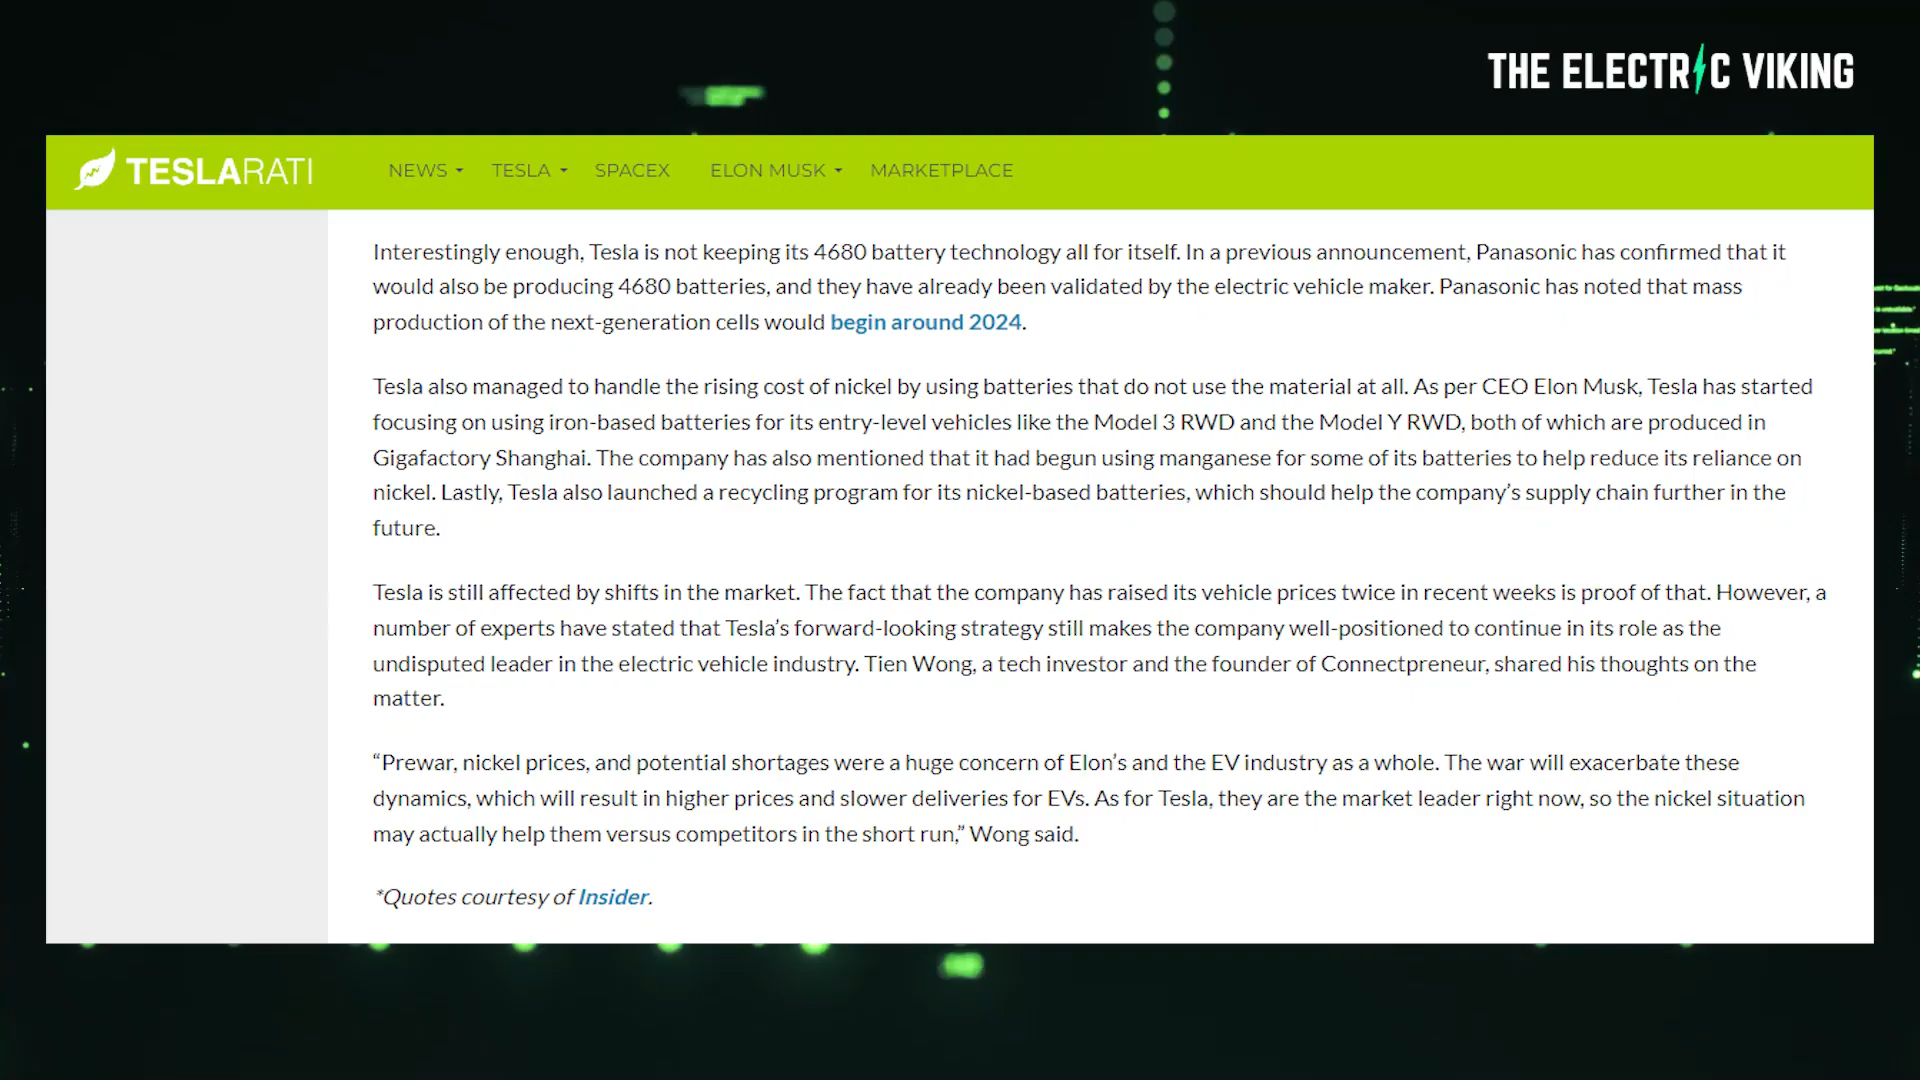 THE ELECTRIC VIKING
TESLARATI
NEWS TESLA SPACEX ELON MUSK MARKETPLACE
Interestingly enough, Tesla is not keeping its 4680 battery technology all for itself. In a previous announcement, Panasonic has confirmed that it
would also be producing 4680 batteries, and they have already been validated by the electric vehicle maker. Panasonic has noted that mass
production of the next-generation cells would begin around 2024.
Tesla also managed to handle the rising cost of nickel by using batteries that do not use the material at all. As per CEO Elon Musk, Tesla has started
focusing on using iron-based batteries for its entry-level vehicles like the Model 3 RWD and the Model Y RWD, both of which are produced in
Gigafactory Shanghai. The company has also mentioned that it had begun using manganese for some of its batteries to help reduce its reliance on
nickel. Lastly, Tesla also launched a recycling program for its nickel-based batteries, which should help the company’s supply chain further in the
future.
Tesla is still affected by shifts in the market. The fact that the company has raised its vehicle prices twice in recent weeks is proof of that. However, a
number of experts have stated that Tesla’s forward-looking strategy still makes the company well-positioned to continue in its role as the
undisputed leader in the electric vehicle industry. Tien Wong, a tech investor and the founder of Connectpreneur, shared his thoughts on the
matter.
“Prewar, nickel prices, and potential shortages were a huge concern of Elon’s and the EV industry as a whole. The war will exacerbate these
dynamics, which will result in higher prices and slower deliveries for EVs. As for Tesla, they are the market leader right now, so the nickel situation
may actually help them versus competitors in the short run,” Wong said.
*Quotes courtesy of Insider.